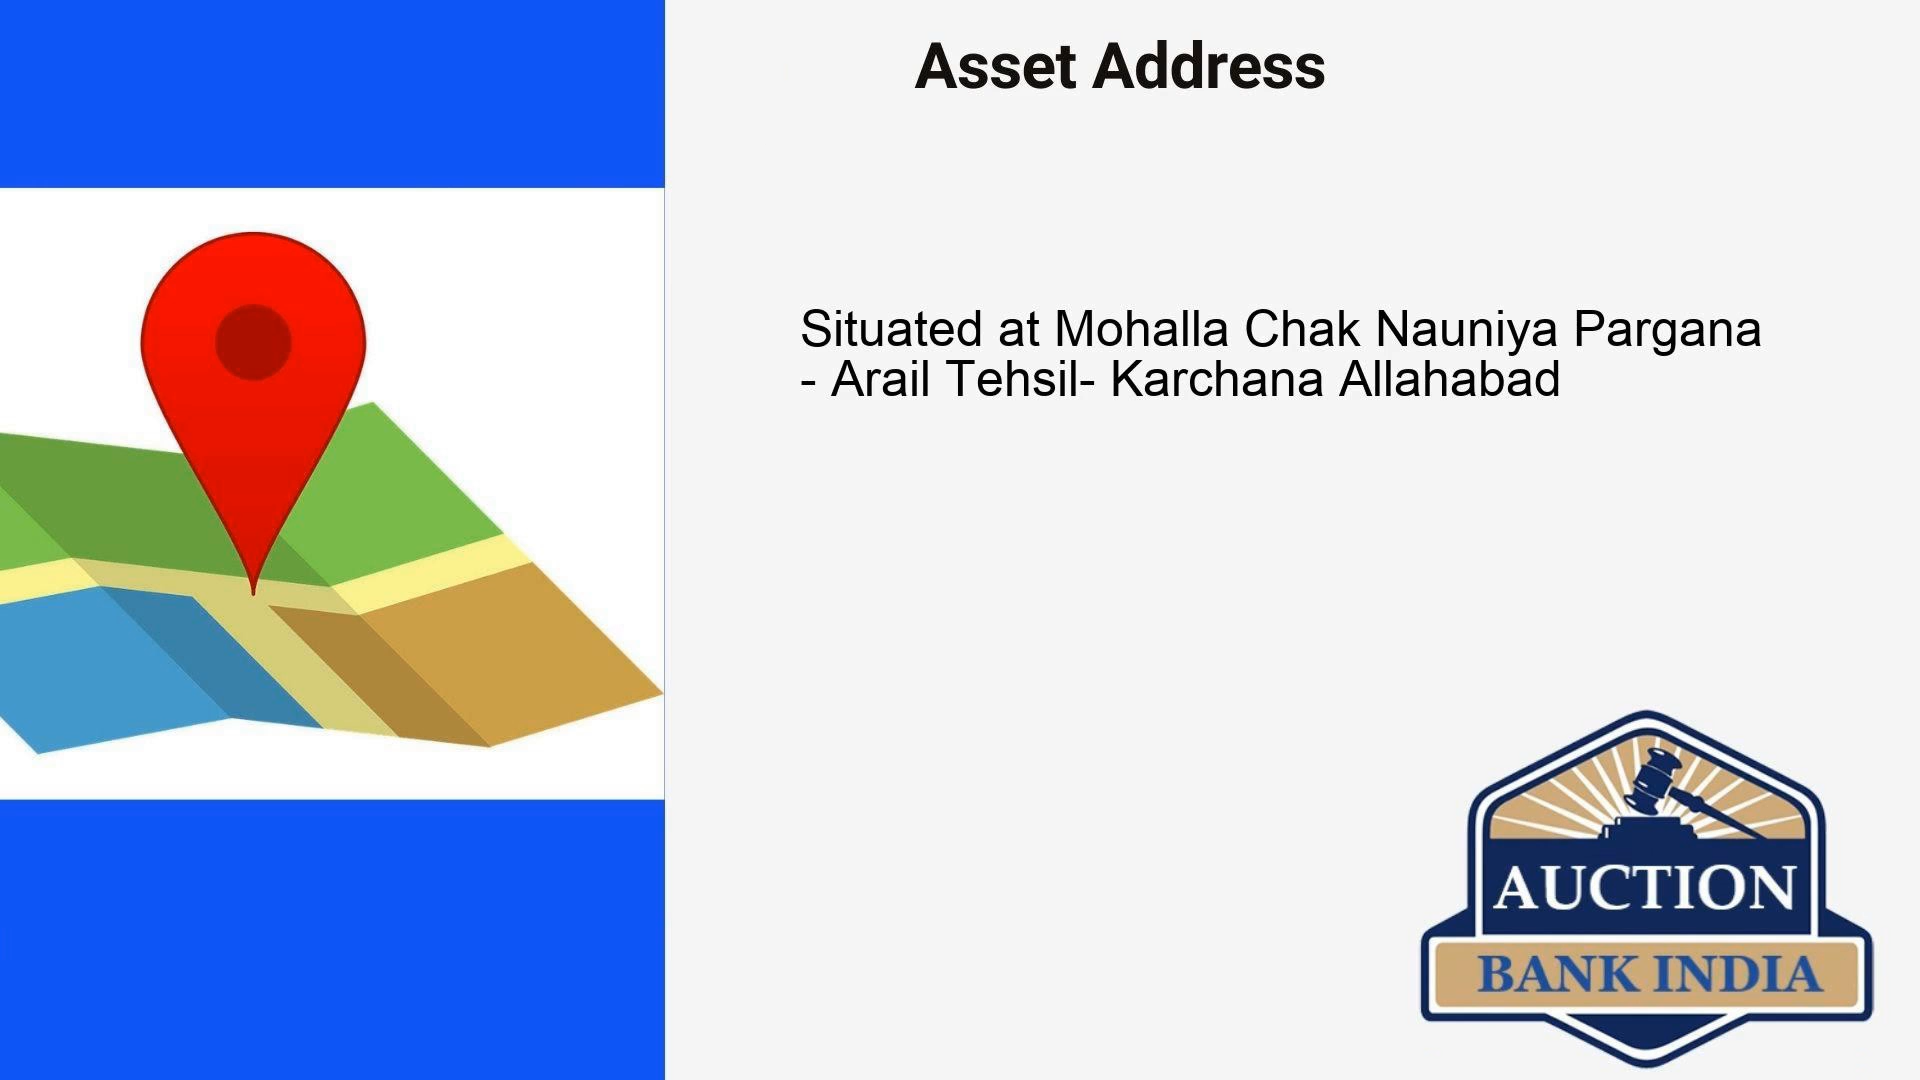 Asset Address
Situated at Mohalla Chak Nauniya Pargana
- Arail Tehsil- Karchana Allahabad
AUCTION
BANK INDIA